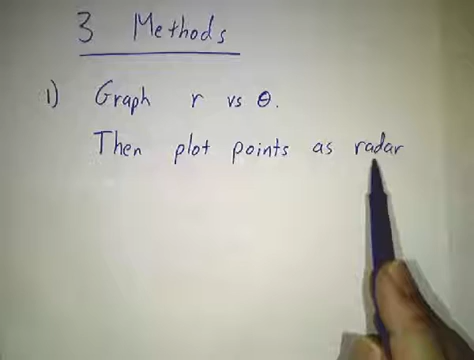 3 Methods
1) Graph r vs θ.
Then plot points as radar